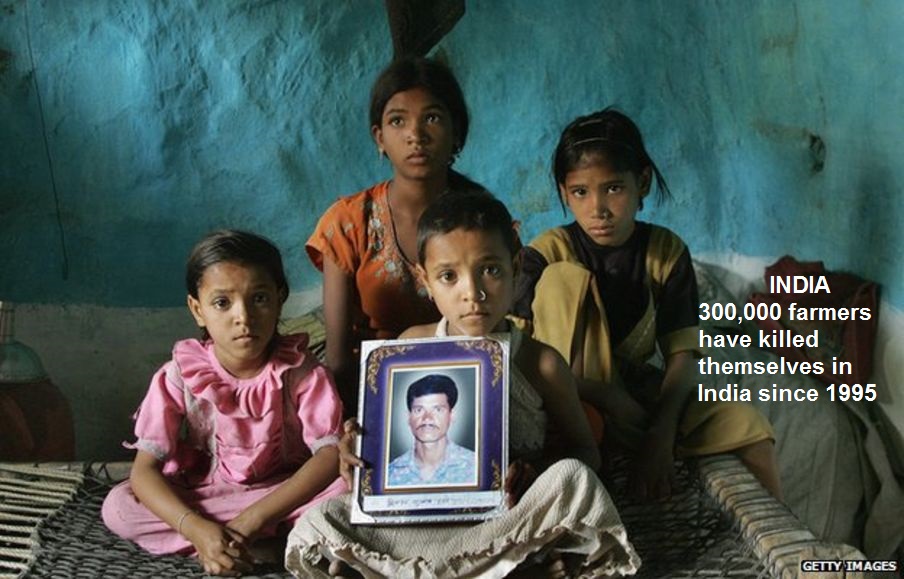 INDIA
300,000 farmers
have killed
themselves in
India since 1995
GETTY IMAGES